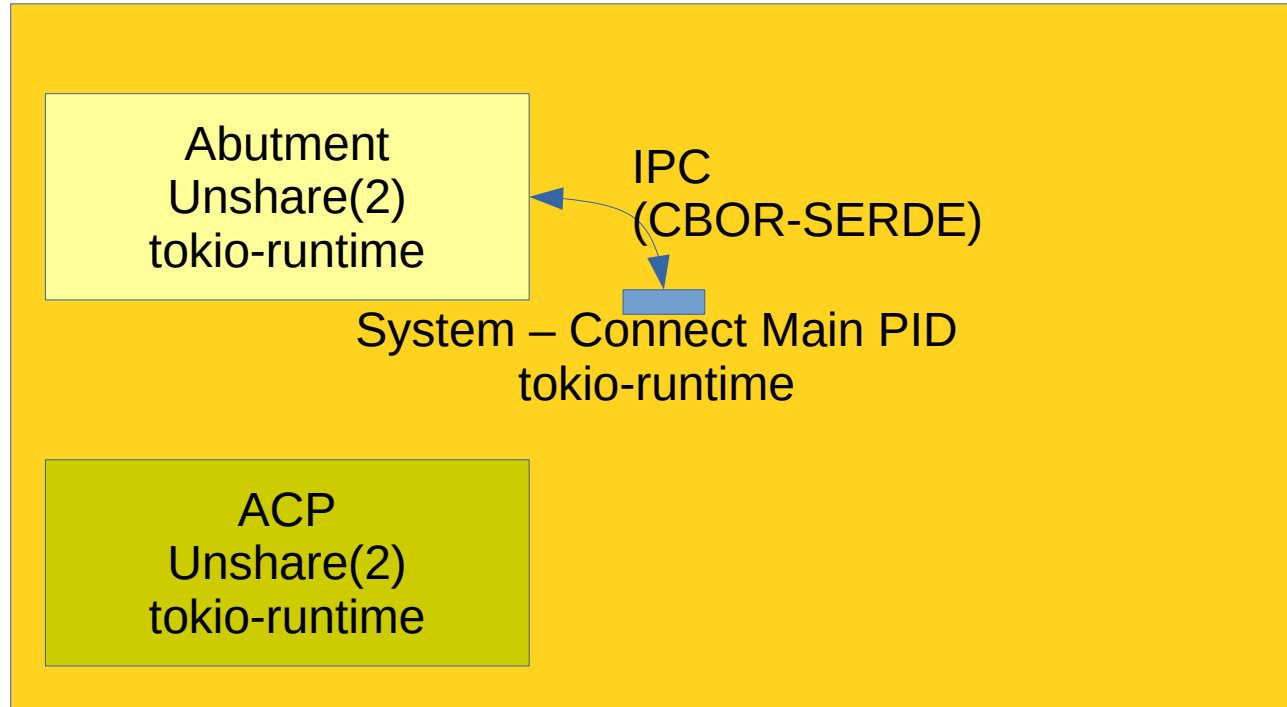 Abutment
Unshare(2)
tokio-runtime
IPC
(CBOR-SERDE)
System – Connect Main PID
tokio-runtime
ACP
Unshare(2)
tokio-runtime